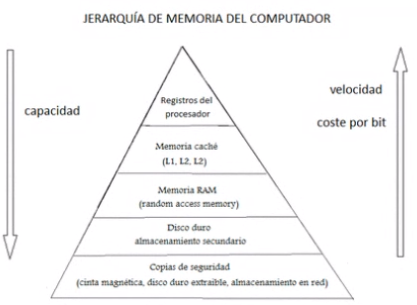 JERARQUÍA DE MEMORIA DEL COMPUTADOR
capacidad
velocidad
coste por bit
Registros del
procesador
Memoria caché
(L1, L2, L2)
Memoria RAM
(random access memory)
Disco duro
almacenamiento secundario
Copias de seguridad
(cinta magnética, disco duro extraible, almacenamiento en red)